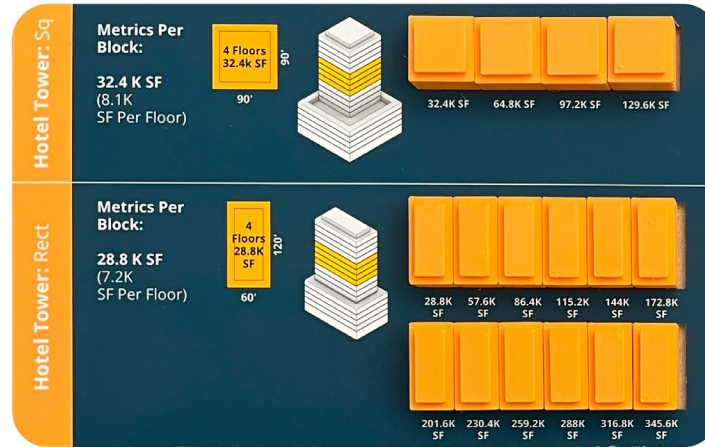 Hotel Tower: Sq
Metrics Per
Block:
32.4 K SF
(8.1K
SF Per Floor)
4 Floors
32.4k SF
90'
90'
32.4K SF 64.8K SF 97.2K SF 129.6K SF
Hotel Tower: Rect
Metrics Per
Block:
28.8 K SF
(7.2K
SF Per Floor)
4
Floors
28.8K
SF
120'
60'
28.8K SF 57.6K SF 86.4K SF 115.2K SF 144K SF 172.8K SF
201.6K SF 230.4K SF 259.2K SF 288K SF 316.8K SF 345.6K SF